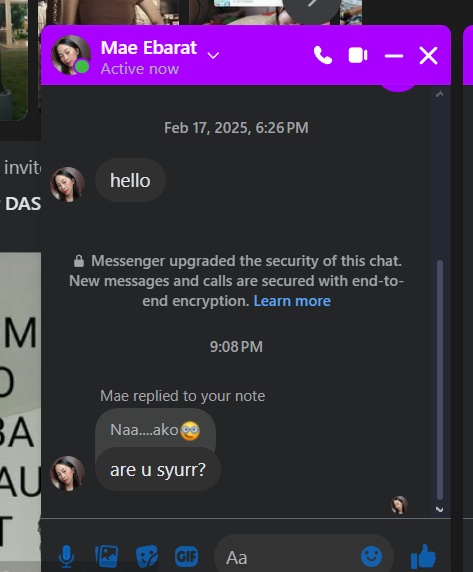 Mae Ebarat
Active now
Feb 17, 2025, 6:26 PM
invite
DAS
hello
Messenger upgraded the security of this chat.
New messages and calls are secured with end-to-
end encryption. Learn more
9:08 PM
M
O
BA
AU
T
Mae replied to your note
Naa....ako
are u syurr?
GIF
Aa